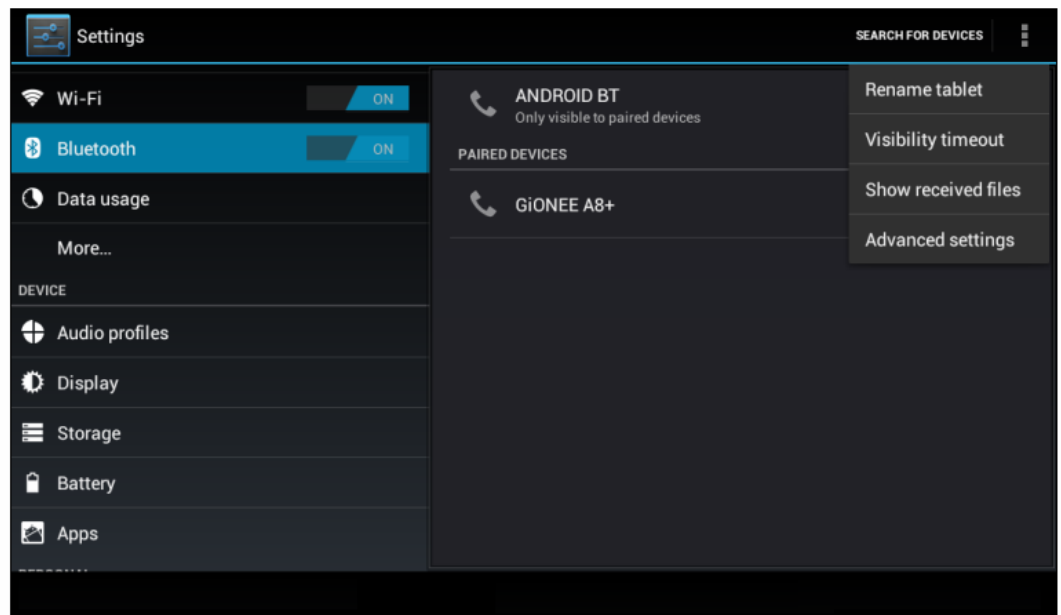 Settings
SEARCH FOR DEVICES
Wi-Fi
ON
Bluetooth
ON
Data usage
More...
DEVICE
Audio profiles
Display
Storage
Battery
Apps
ANDROID BT
Only visible to paired devices
PAIRED DEVICES
GiONEE A8+
Rename tablet
Visibility timeout
Show received files
Advanced settings